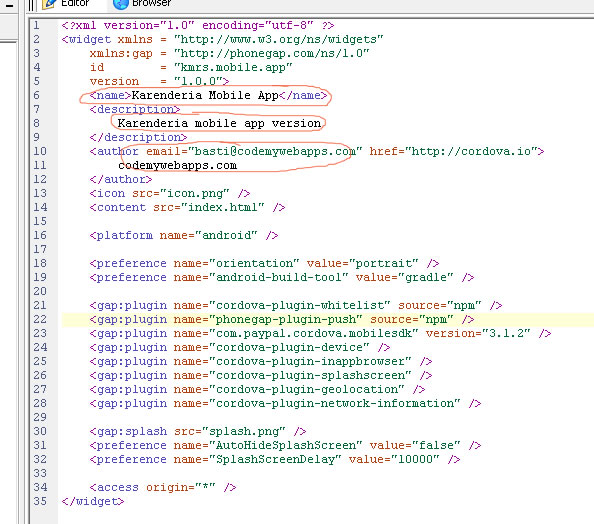 Editor Browser
1 <?xml version="1.0" encoding="utf-8" ?>
2 <widget xmlns = "http://www.w3.org/ns/widgets"
3 xmlns:gap = "http://phonegap.com/ns/1.0"
4 id = "kmrs.mobile.app"
5 version = "1.0.0">
6 <name>Karenderia Mobile App</name>
7 <description>
8 Karenderia mobile app version
9 </description>
10 <author email="basti@codemywebapps.com" href="http://cordova.io">
11 codemywebapps.com
12 </author>
13 <icon src="icon.png" />
14 <content src="index.html" />
15
16 <platform name="android" />
17
18 <preference name="orientation" value="portrait" />
19 <preference name="android-build-tool" value="gradle" />
20
21 <gap:plugin name="cordova-plugin-whitelist" source="npm" />
22 <gap:plugin name="phonegap-plugin-push" source="npm" />
23 <gap:plugin name="com.paypal.cordova.mobilesdk" version="3.1.2" />
24 <gap:plugin name="cordova-plugin-device" />
25 <gap:plugin name="cordova-plugin-inappbrowser" />
26 <gap:plugin name="cordova-plugin-splashscreen" />
27 <gap:plugin name="cordova-plugin-geolocation" />
28 <gap:plugin name="cordova-plugin-network-information" />
29
30 <gap:splash src="splash.png" />
31 <preference name="AutoHideSplashScreen" value="false" />
32 <preference name="SplashScreenDelay" value="10000" />
33
34 <access origin="*" />
35 </widget>